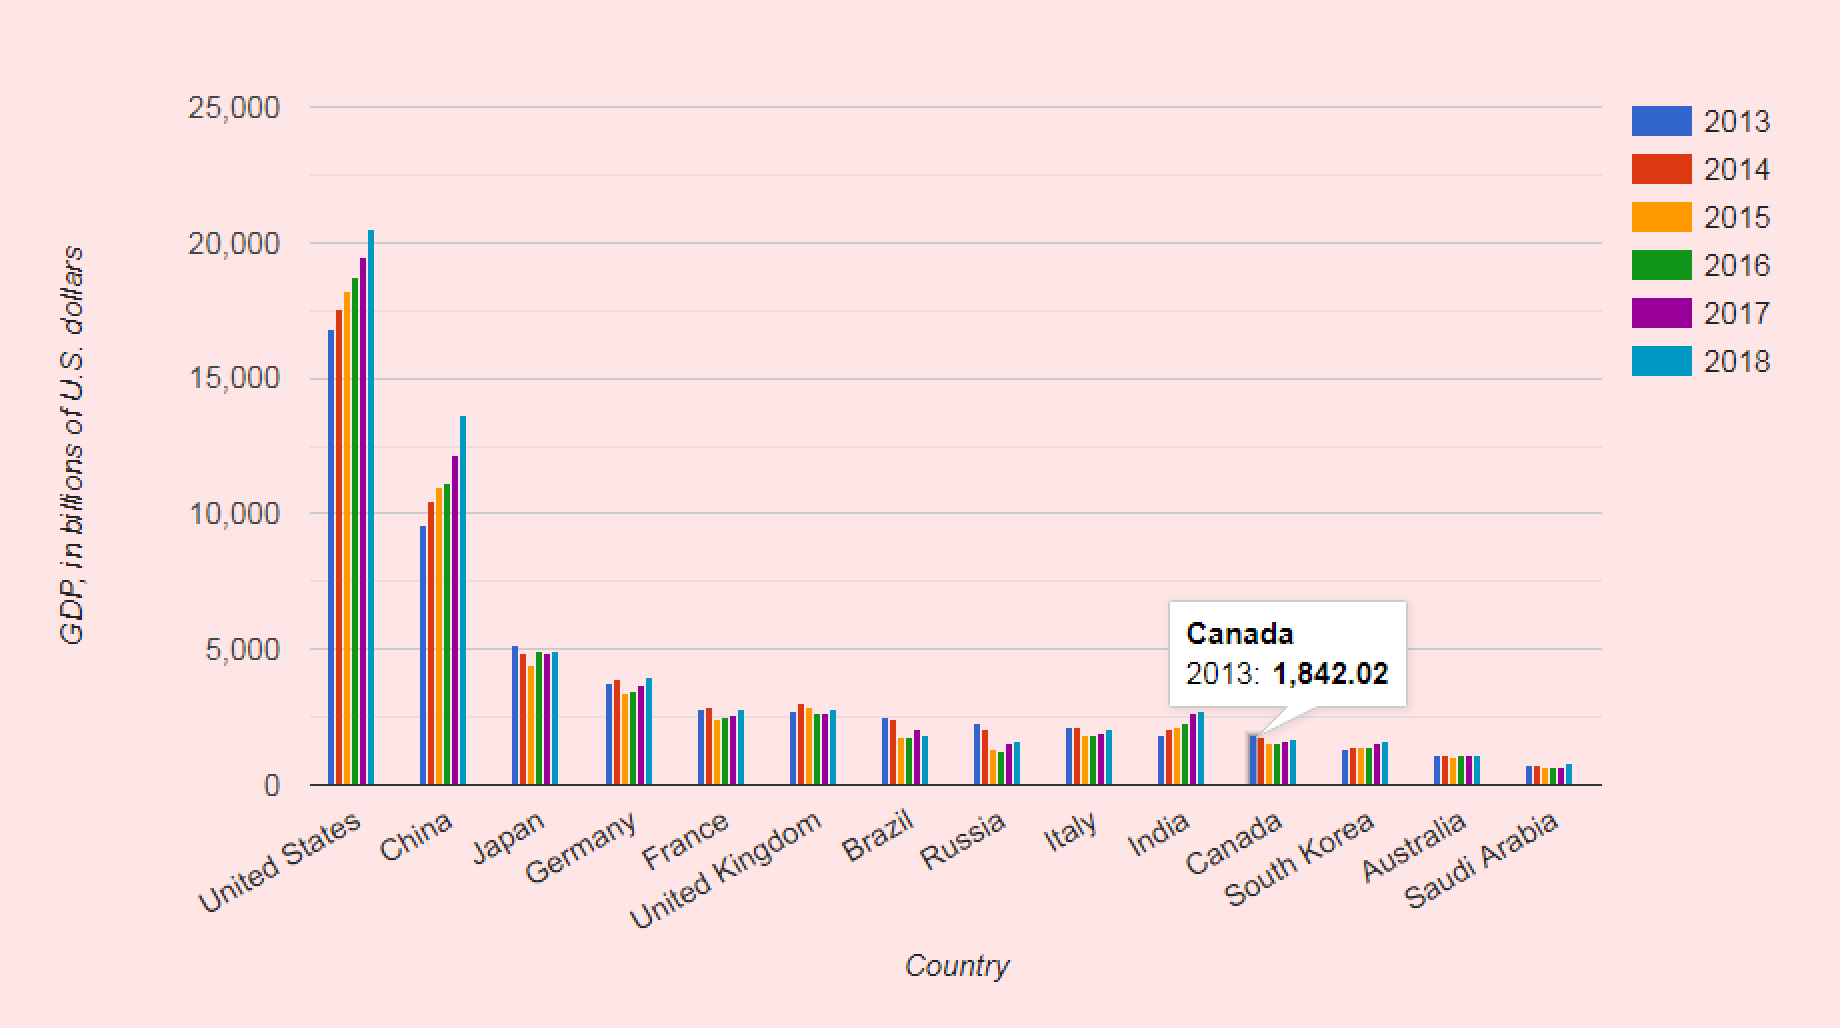 25,000
20,000
15,000
10,000
5,000
0
GDP, in billions of U.S. dollars
2013
2014
2015
2016
2017
2018
Canada
2013: 1,842.02
United States
China
Japan
Germany
France
United Kingdom
Brazil
Russia
Italy
India
Canada
South Korea
Australia
Saudi Arabia
Country